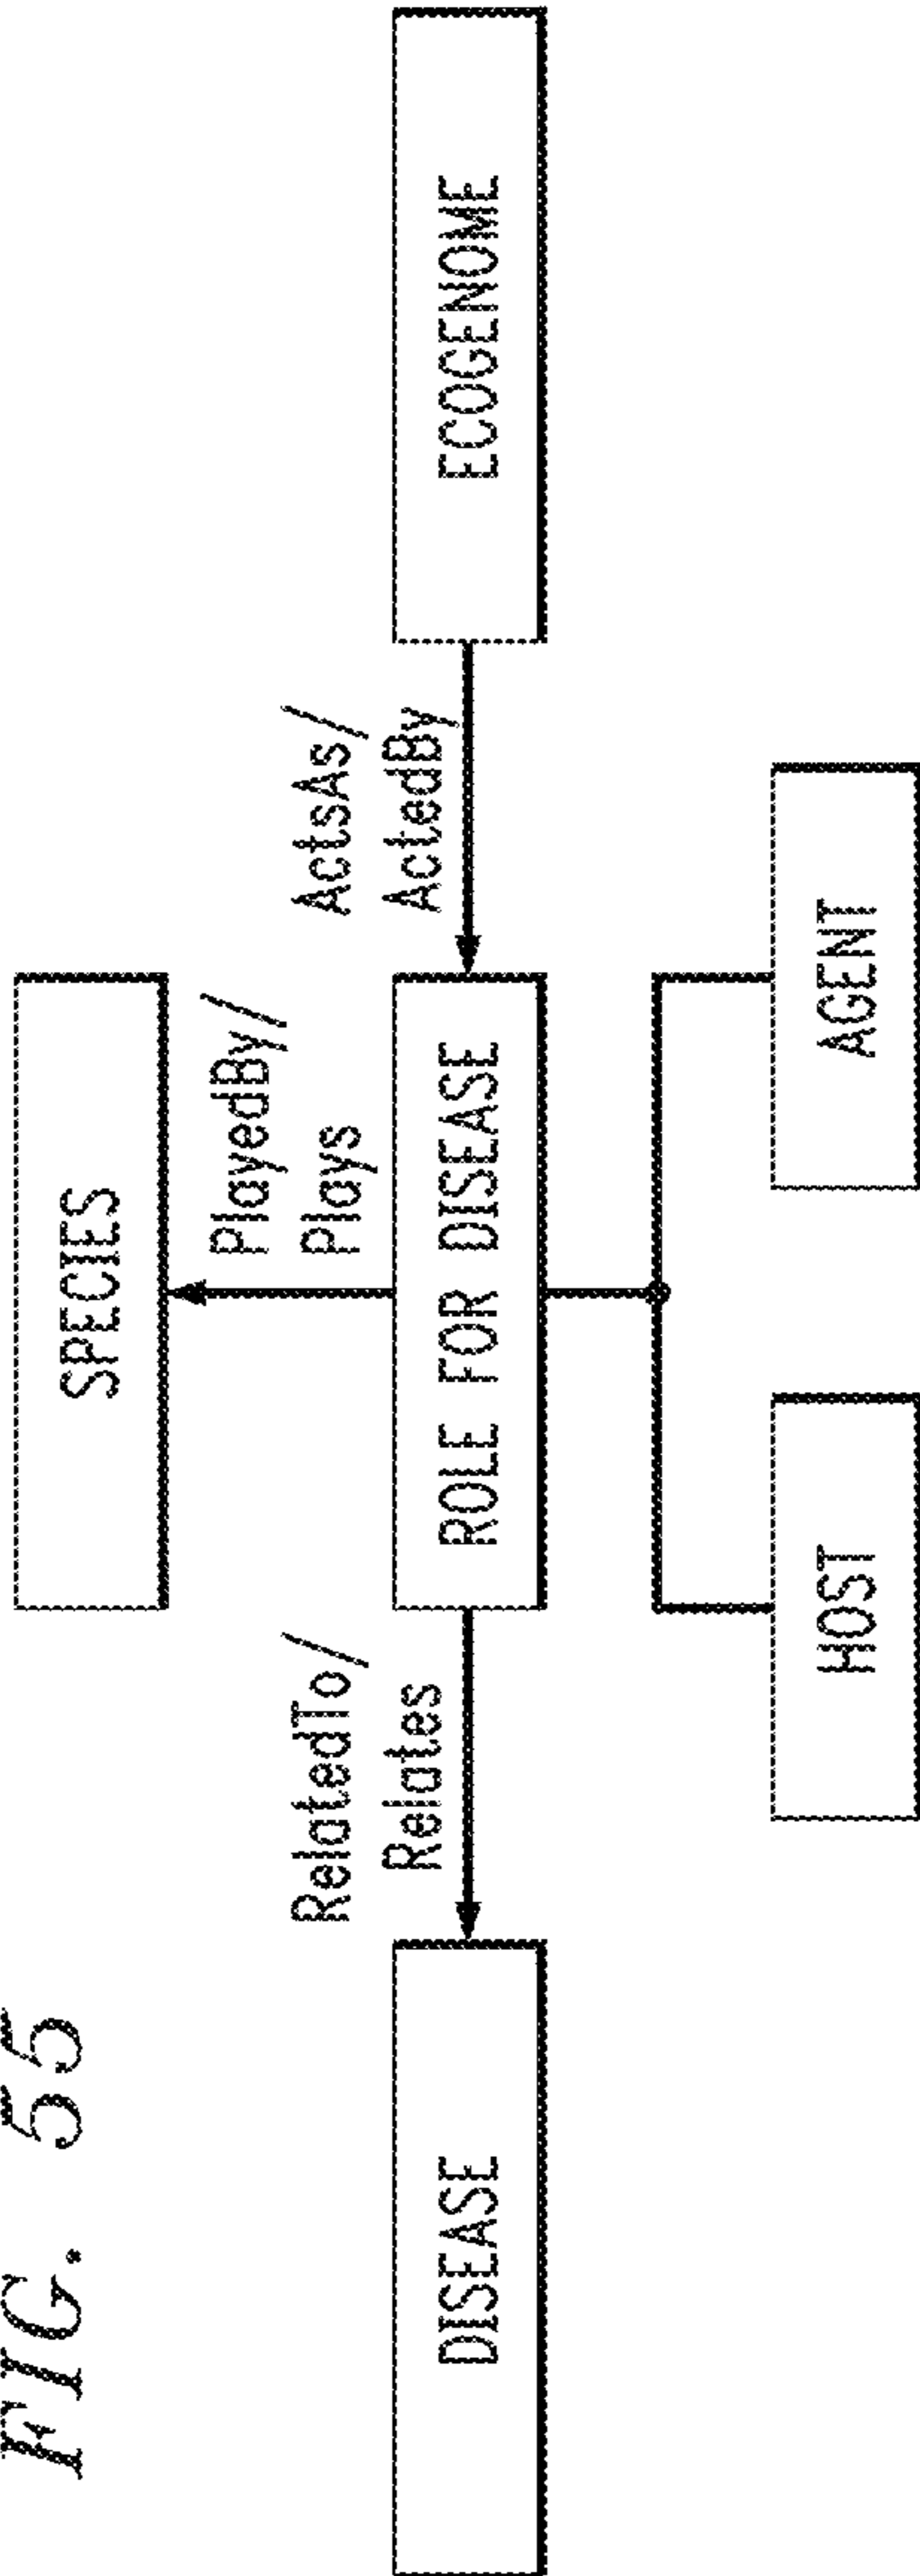 FIG. 55
SPECIES
PlayedBy/
Plays
RelatedTo/
Relates
ActsAs/
ActedBy
DISEASE
ROLE FOR DISEASE
ECOGENOME
HOST
AGENT